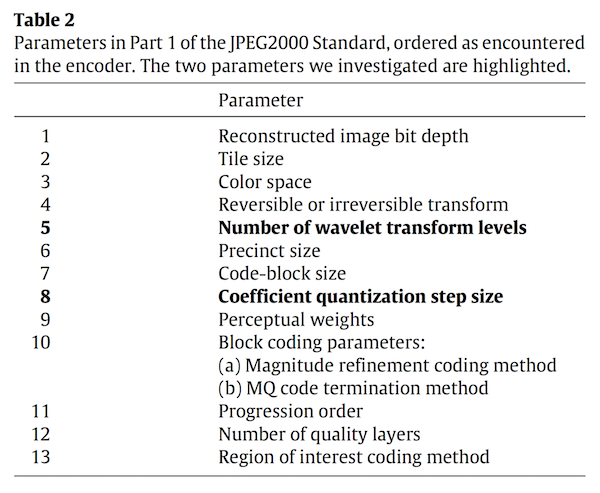 Table 2
Parameters in Part 1 of the JPEG2000 Standard, ordered as encountered
in the encoder. The two parameters we investigated are highlighted.
Parameter
1 Reconstructed image bit depth
2 Tile size
3 Color space
4 Reversible or irreversible transform
5 Number of wavelet transform levels
6 Precinct size
7 Code-block size
8 Coefficient quantization step size
9 Perceptual weights
10 Block coding parameters:
(a) Magnitude refinement coding method
(b) MQ code termination method
11 Progression order
12 Number of quality layers
13 Region of interest coding method